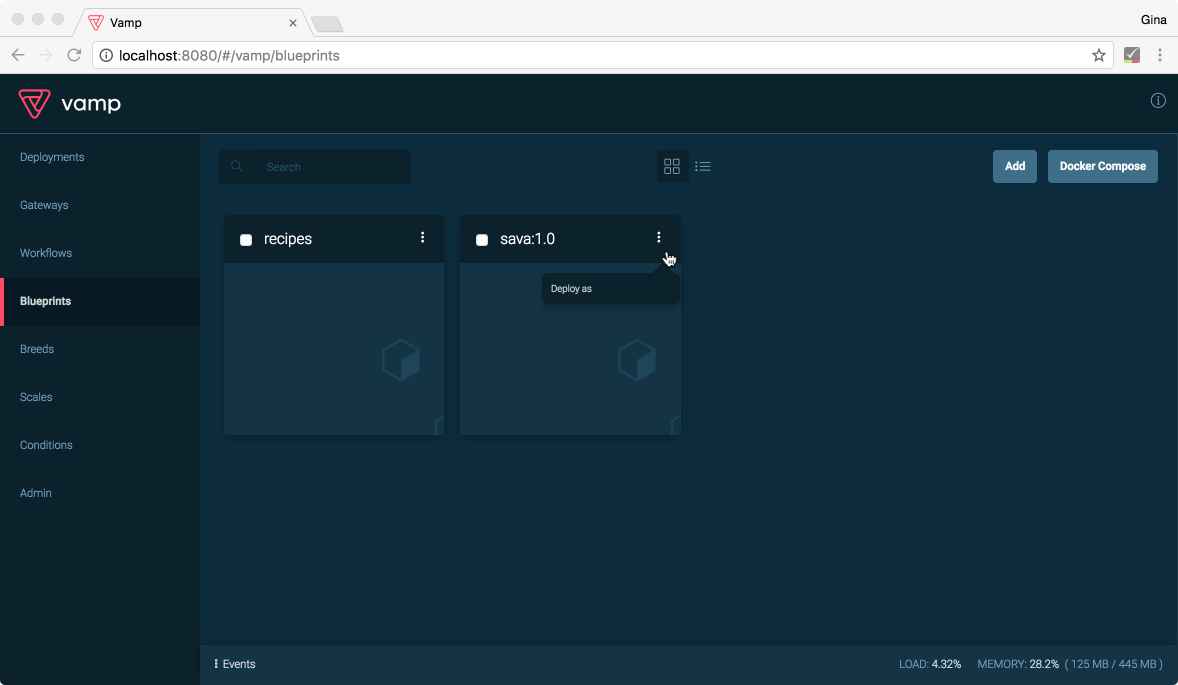 Vamp
Gina
localhost:8080/#/vamp/blueprints
vamp
Deployments
Gateways
Workflows
Blueprints
Breeds
Scales
Conditions
Admin
Search
Add
Docker Compose
recipes
sava:1.0
Deploy as
Events
LOAD: 4.32% MEMORY: 28.2% ( 125 MB / 445 MB )